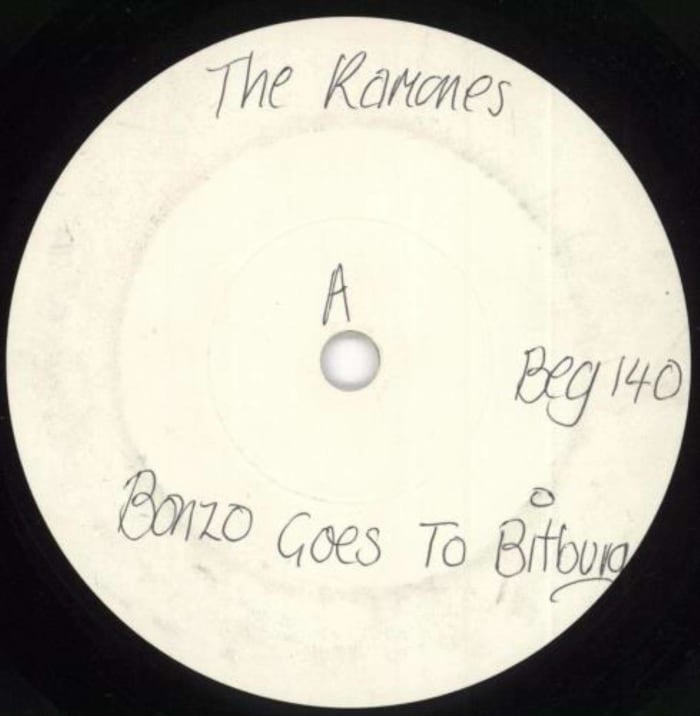 The Ramones
A
Beg 140
Bonzo Goes To Bitburg